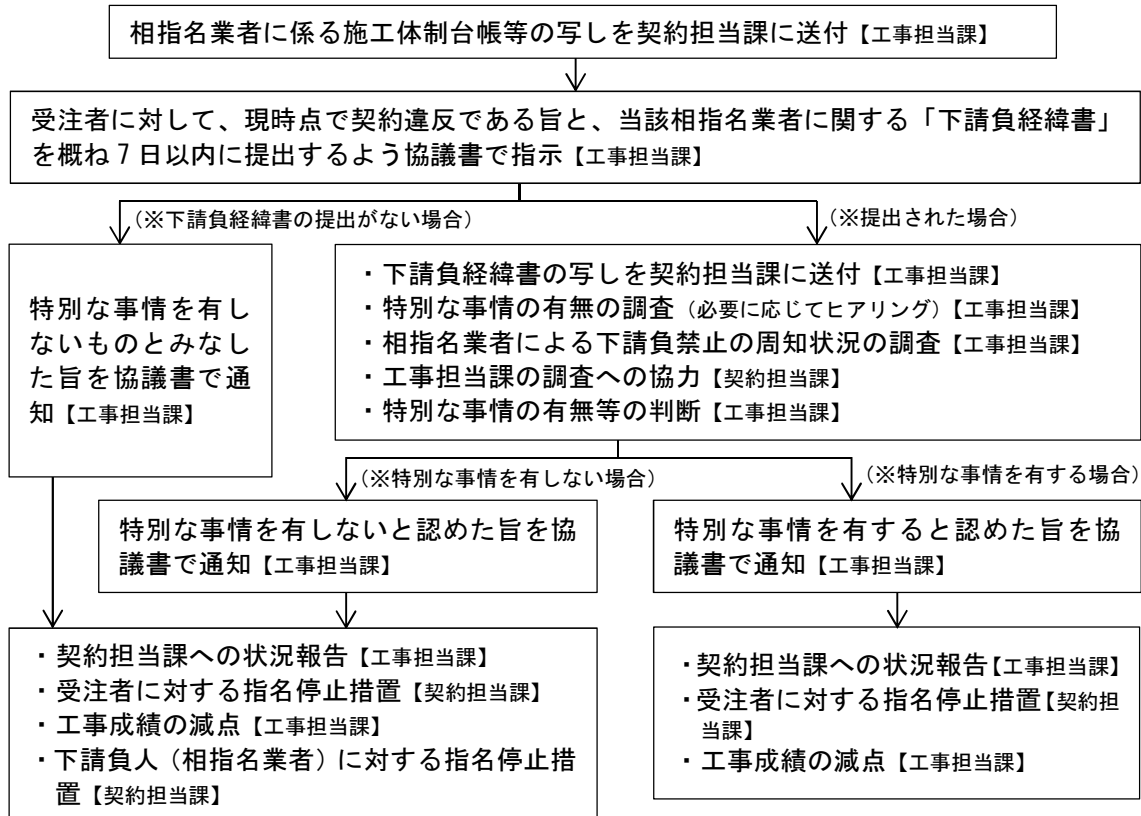 相指名業者に係る施工体制台帳等の写しを契約担当課に送付【工事担当課】
受注者に対して、現時点で契約違反である旨と、当該相指名業者に関する「下請負経緯書」
を概ね7日以内に提出するよう協議書で指示【工事担当課】
(※下請負経緯書の提出がない場合)
(※提出された場合)
特別な事情を有し
ないものとみなし
た旨を協議書で通
知【工事担当課】
・下請負経緯書の写しを契約担当課に送付【工事担当課】
・特別な事情の有無の調査（必要に応じてヒアリング）【工事担当課】
・相指名業者による下請負禁止の周知状況の調査【工事担当課】
・工事担当課の調査への協力【契約担当課】
・特別な事情の有無等の判断【工事担当課】
(※特別な事情を有しない場合)
(※特別な事情を有する場合)
特別な事情を有しないと認めた旨を協
議書で通知【工事担当課】
特別な事情を有すると認めた旨を協
議書で通知【工事担当課】
・契約担当課への状況報告【工事担当課】
・受注者に対する指名停止措置【契約担当課】
・工事成績の減点【工事担当課】
・下請負人（相指名業者）に対する指名停止措
置【契約担当課】
・契約担当課への状況報告【工事担当課】
・受注者に対する指名停止措置【契約担
当課】
・工事成績の減点【工事担当課】